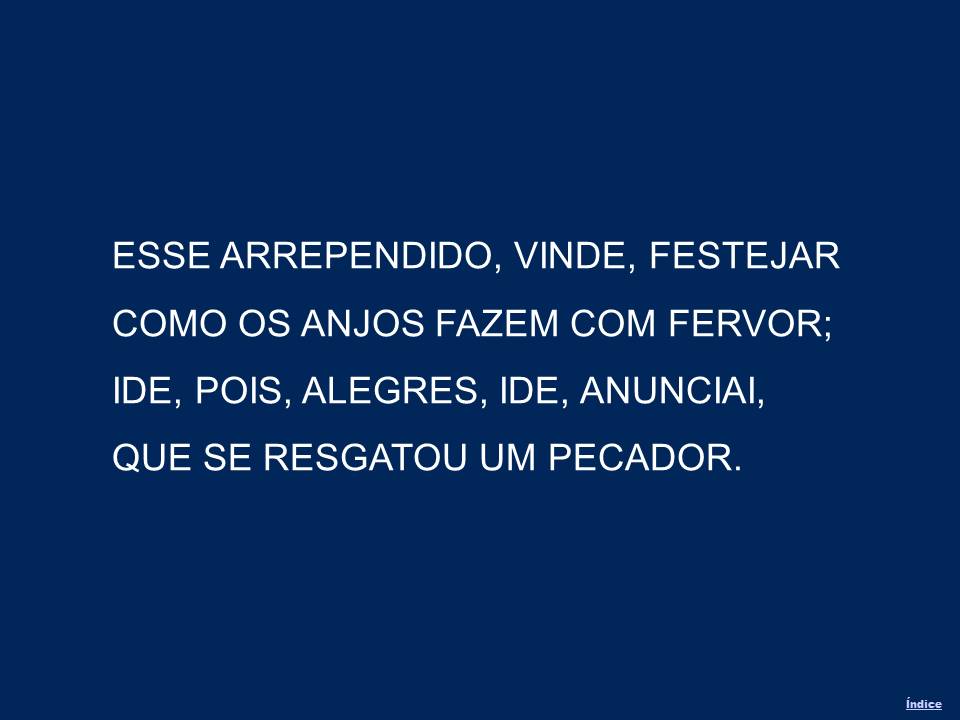 ESSE ARREPENDIDO, VINDE, FESTEJAR
COMO OS ANJOS FAZEM COM FERVOR;
IDE, POIS, ALEGRES, IDE, ANUNCIAI,
QUE SE RESGATOU UM PECADOR.
Índice